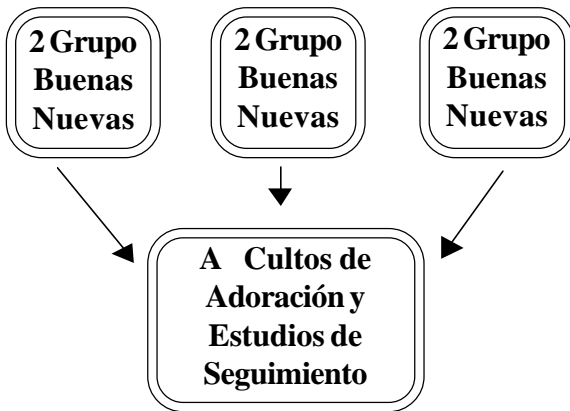 2 Grupo
Buenas
Nuevas
2 Grupo
Buenas
Nuevas
2 Grupo
Buenas
Nuevas
A Cultos de
Adoración y
Estudios de
Seguimiento